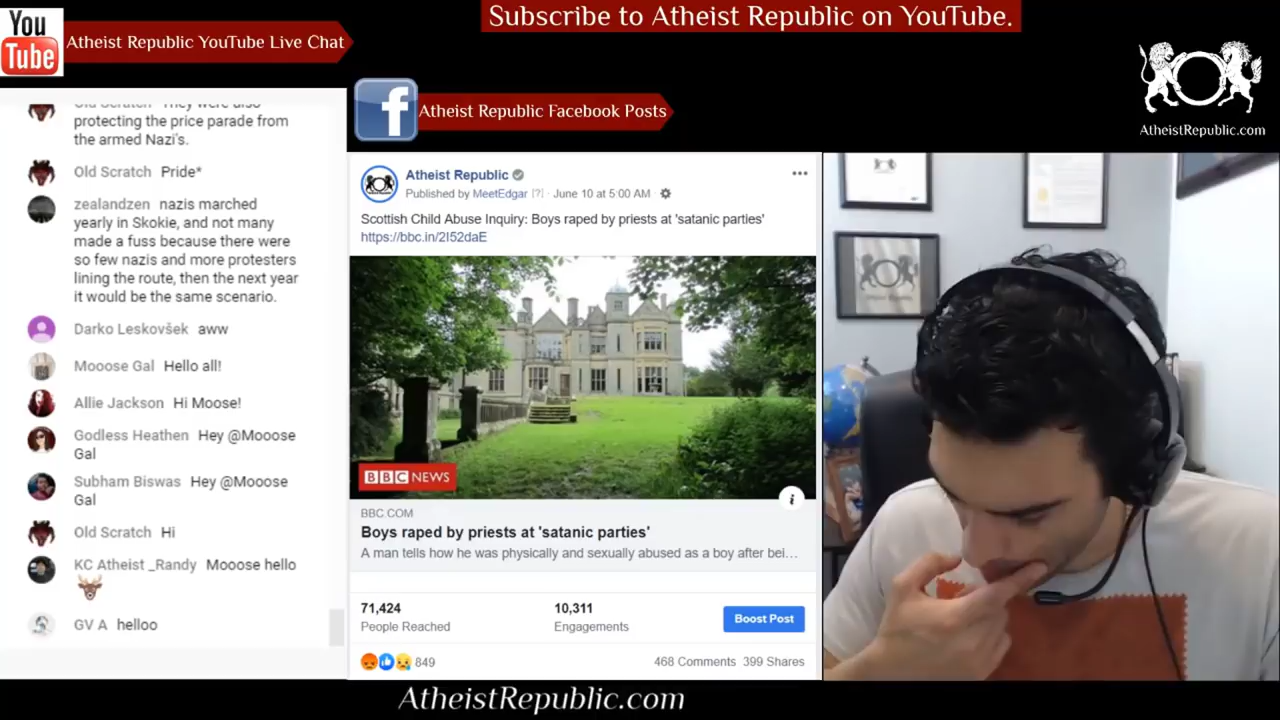 Subscribe to Atheist Republic on YouTube.
You
Tube
Atheist Republic YouTube Live Chat
AtheistRepublic.com
Atheist Republic Facebook Posts
Old Scratch They were also
protecting the price parade from
the armed Nazi's.
Old Scratch Pride*
zealandzen nazis marched
yearly in Skokie, and not many
made a fuss because there were
so few nazis and more protesters
lining the route, then the next year
it would be the same scenario.
Darko Leskovšek aww
Mooose Gal Hello all!
Allie Jackson Hi Moose!
Godless Heathen Hey @Mooose
Gal
Subham Biswas Hey @Mooose
Gal
Old Scratch Hi
KC Atheist _Randy Mooose hello
GV A helloo
Atheist Republic
Published by MeetEdgar [?] · June 10 at 5:00 AM ·
Scottish Child Abuse Inquiry: Boys raped by priests at 'satanic parties'
https://bbc.in/2I52daE
BBC NEWS
BBC.COM
Boys raped by priests at 'satanic parties'
A man tells how he was physically and sexually abused as a boy after bei...
71,424
10,311
People Reached
Engagements
Boost Post
849
468 Comments 399 Shares
AtheistRepublic.com